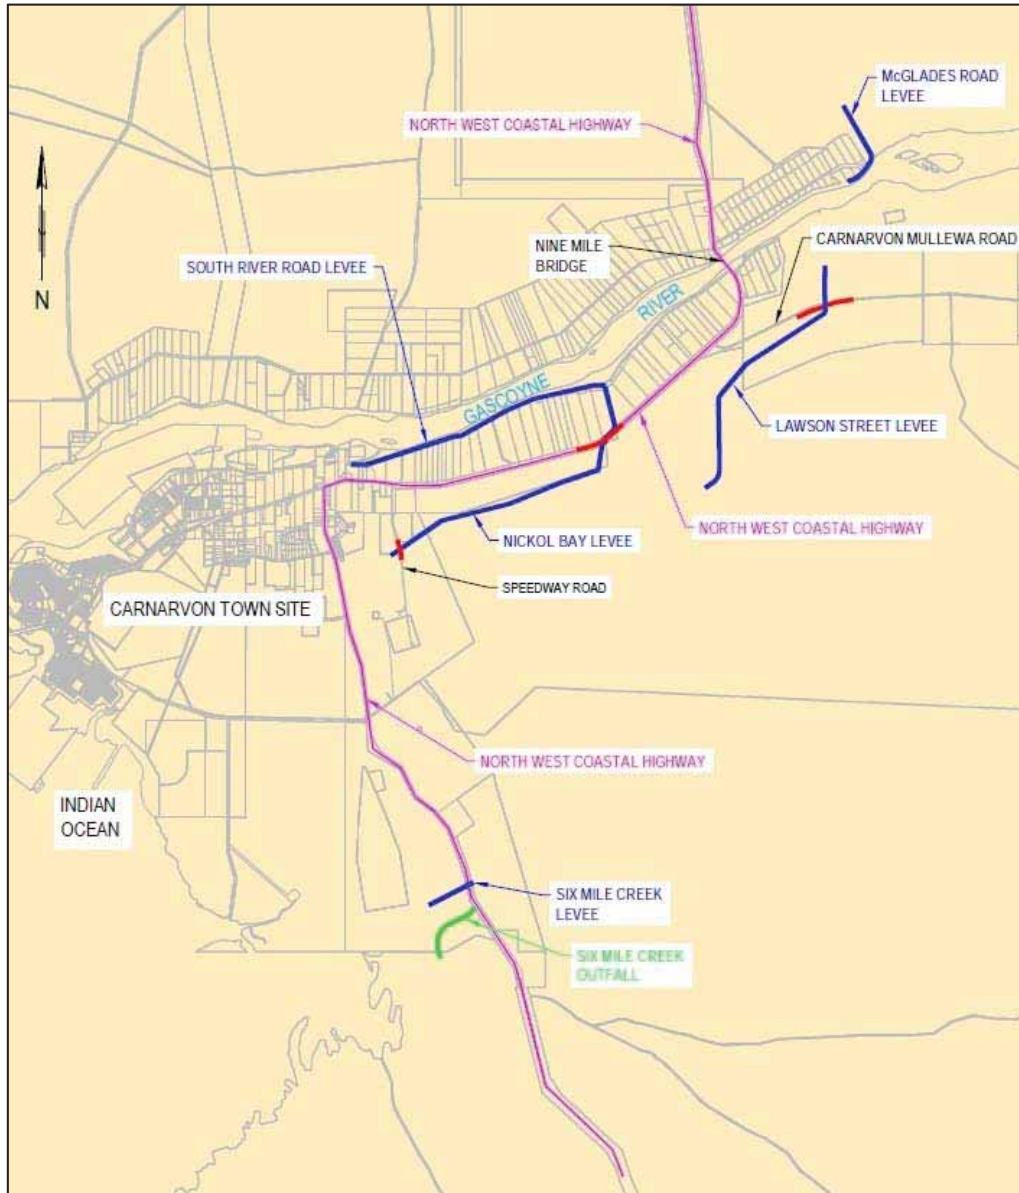 McGLADES ROAD
LEVEE
NORTH WEST COASTAL HIGHWAY
CARNARVON MULLEWA ROAD
NINE MILE
BRIDGE
SOUTH RIVER ROAD LEVEE
N
RIVER
GASCOYNE
LAWSON STREET LEVEE
NORTH WEST COASTAL HIGHWAY
NICKOL BAY LEVEE
SPEEDWAY ROAD
CARNARVON TOWN SITE
NORTH WEST COASTAL HIGHWAY
INDIAN
OCEAN
SIX MILE CREEK
LEVEE
SIX MILE CREEK
OUTFALL